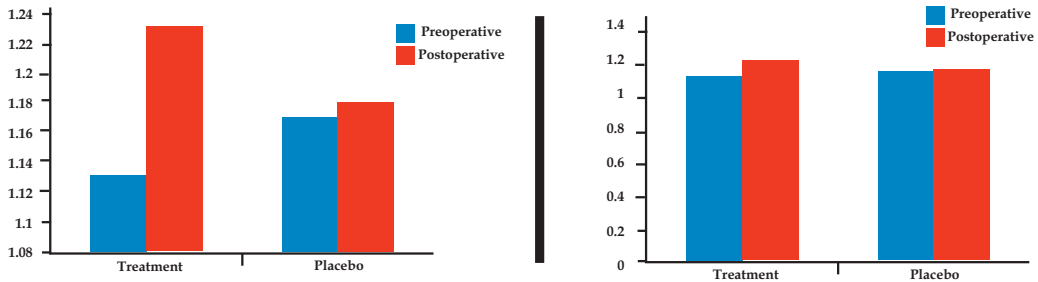 1.24
1.22
1.2
1.18
1.16
1.14
1.12
1.1
1.08
Treatment
Placebo
Preoperative
Postoperative
1.4
1.2
1
0.8
0.6
0.4
0.2
0
Treatment
Placebo
Preoperative
Postoperative